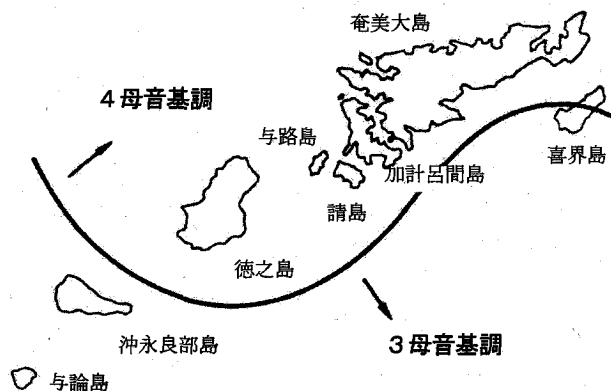 奄美大島
4母音基調
与路島
喜界島
加計呂間島
請島
徳之島
沖永良部島
3母音基調
与論島